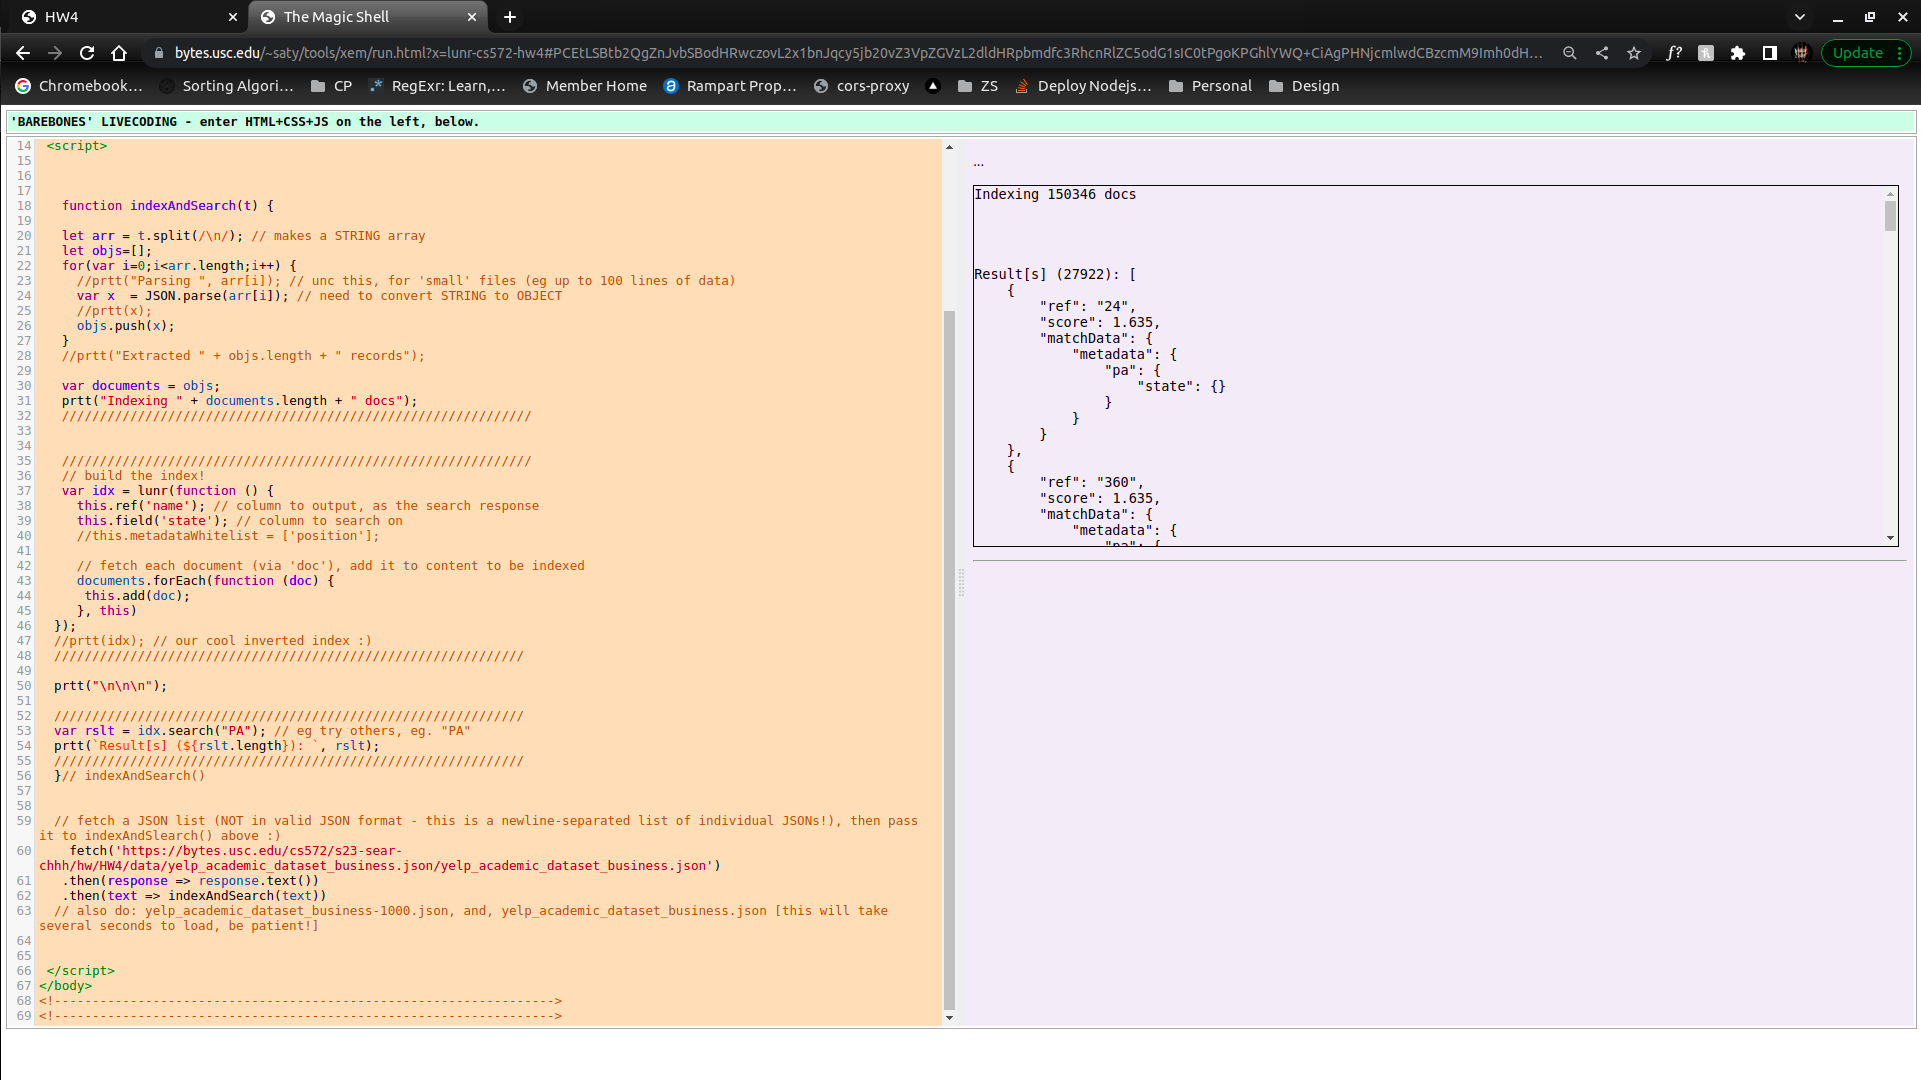 HW4
The Magic Shell
bytes.usc.edu/~saty/tools/xem/run.html?x=lunr-cs572-hw4#PCEtLSBtb2QgZnJvbSBodHRwczovL2x1bnJqcy5jb20vZ3VpZGVzL2dldHRpbmdfc3RhcnRlZC5odG1sIC0tPgoKPGhlYWQ+CiAgPHNjcmlwdCBzcmM9Imh0dH...
f?
Update
Chromebook...
Sorting Algori...
CP
RegExr: Learn,...
Member Home
Rampart Prop...
cors-proxy
ZS
Deploy Nodejs...
Personal
Design
'BAREBONES' LIVECODING - enter HTML+CSS+JS on the left, below.
14 <script>
15
16
17
18 function indexAndSearch(t) {
19
20 let arr = t.split(/\n/); // makes a STRING array
21 let objs=[];
22 for(var i=0;i<arr.length;i++) {
23 //prtt("Parsing ", arr[i]); // unc this, for 'small' files (eg up to 100 lines of data)
24 var x  = JSON.parse(arr[i]); // need to convert STRING to OBJECT
25 //prtt(x);
26 objs.push(x);
27 }
28 //prtt("Extracted " + objs.length + " records");
29
30 var documents = objs;
31 prtt("Indexing " + documents.length + " docs");
32 //////////////////////////////////////////////////////////////
33
34
35 //////////////////////////////////////////////////////////////
36 // build the index!
37 var idx = lunr(function () {
38 this.ref('name'); // column to output, as the search response
39 this.field('state'); // column to search on
40 //this.metadataWhitelist = ['position'];
41
42 // fetch each document (via 'doc'), add it to content to be indexed
43 documents.forEach(function (doc) {
44 this.add(doc);
45 }, this)
46 });
47 //prtt(idx); // our cool inverted index :)
48 //////////////////////////////////////////////////////////////
49
50 prtt("\n\n\n");
51
52 //////////////////////////////////////////////////////////////
53 var rslt = idx.search("PA"); // eg try others, eg. "PA"
54 prtt(`Result[s] (${rslt.length}): `, rslt);
55 //////////////////////////////////////////////////////////////
56 }// indexAndSearch()
57
58
59 // fetch a JSON list (NOT in valid JSON format - this is a newline-separated list of individual JSONs!), then pass
it to indexAndSlearch() above :)
60 fetch('https://bytes.usc.edu/cs572/s23-sear-
chhh/hw/HW4/data/yelp_academic_dataset_business.json/yelp_academic_dataset_business.json')
61 .then(response => response.text())
62 .then(text => indexAndSearch(text))
63 // also do: yelp_academic_dataset_business-1000.json, and, yelp_academic_dataset_business.json [this will take
several seconds to load, be patient!]
64
65
66 </script>
67 </body>
68 <!------------------------------------------------------------------>
69 <!------------------------------------------------------------------>
...
Indexing 150346 docs
Result[s] (27922): [
{
"ref": "24",
"score": 1.635,
"matchData": {
"metadata": {
"pa": {
"state": {}
}
}
}
},
{
"ref": "360",
"score": 1.635,
"matchData": {
"metadata": {
"pa": {